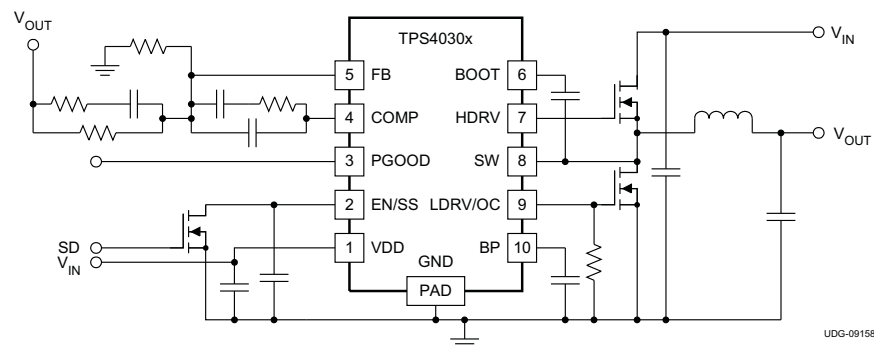 VOUT
TPS4030x
VIN
5 FB BOOT 6
4 COMP HDRV 7
3 PGOOD SW 8
VOUT
2 EN/SS LDRV/OC 9
SD
VIN
1 VDD BP 10
GND
PAD
UDG-09158